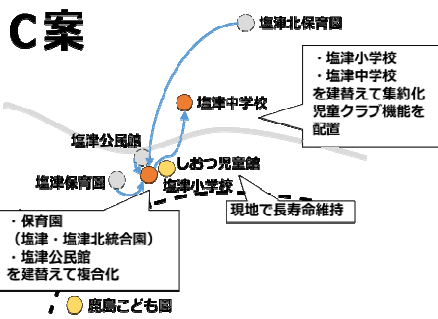 C案
塩津北保育園
・塩津小学校
・塩津中学校
を建替えて集約化
児童クラブ機能を
配置
塩津中学校
塩津公民館
しおつ児童館
塩津保育園
塩津小学校
現地で長寿命維持
・保育園
（塩津・塩津北統合園）
・塩津公民館
を建替えて複合化
鹿島こども園